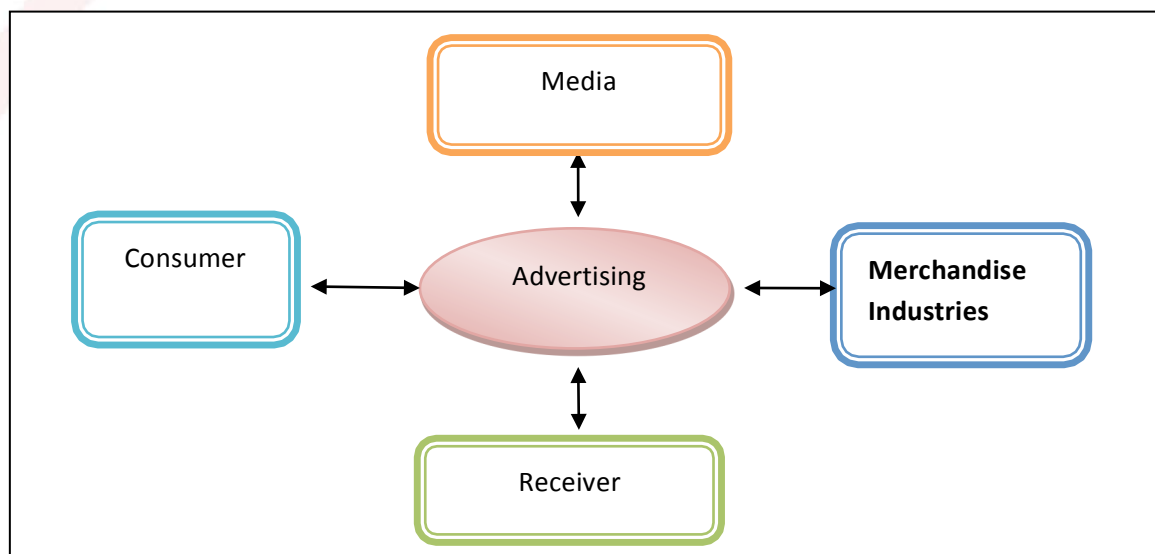 Media
Consumer
Advertising
Merchandise
Industries
Receiver